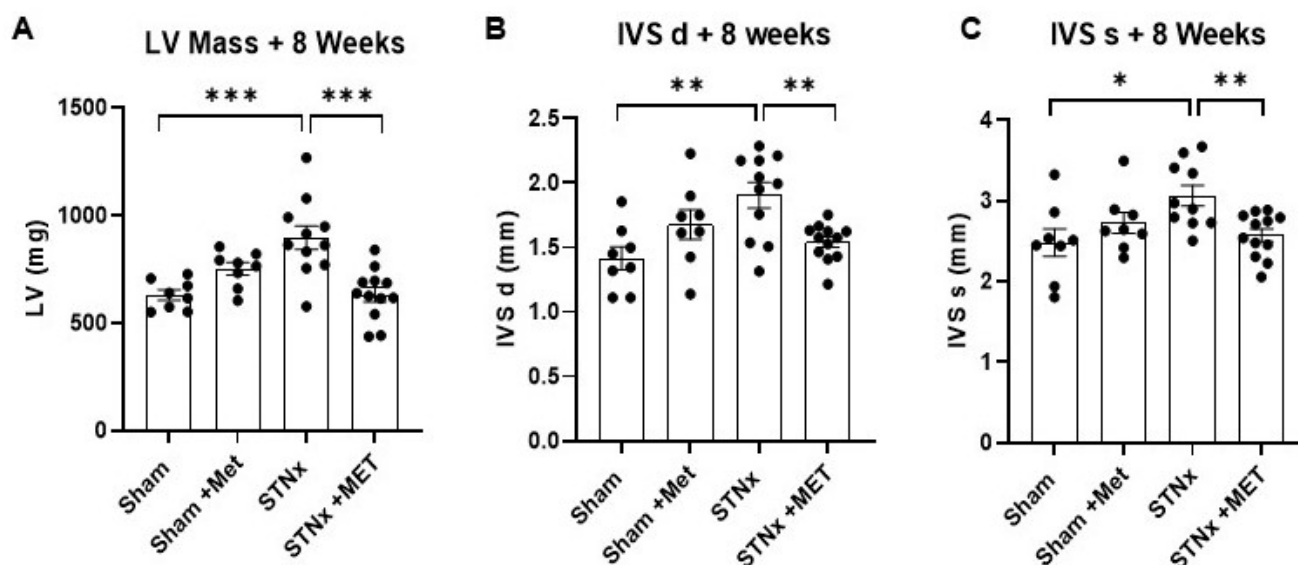 A
LV Mass + 8 Weeks
*** ***
1500
1000
500
0
LV (mg)
Sham
Sham +Met
STNx
STNx +MET
B
IVS d + 8 weeks
** **
2.5
2.0
1.5
1.0
0.5
0.0
IVS d (mm)
Sham
Sham +Met
STNx
STNx +MET
C
IVS s + 8 Weeks
* **
4
3
2
1
0
IVS s (mm)
Sham
Sham +Met
STNx
STNx +MET